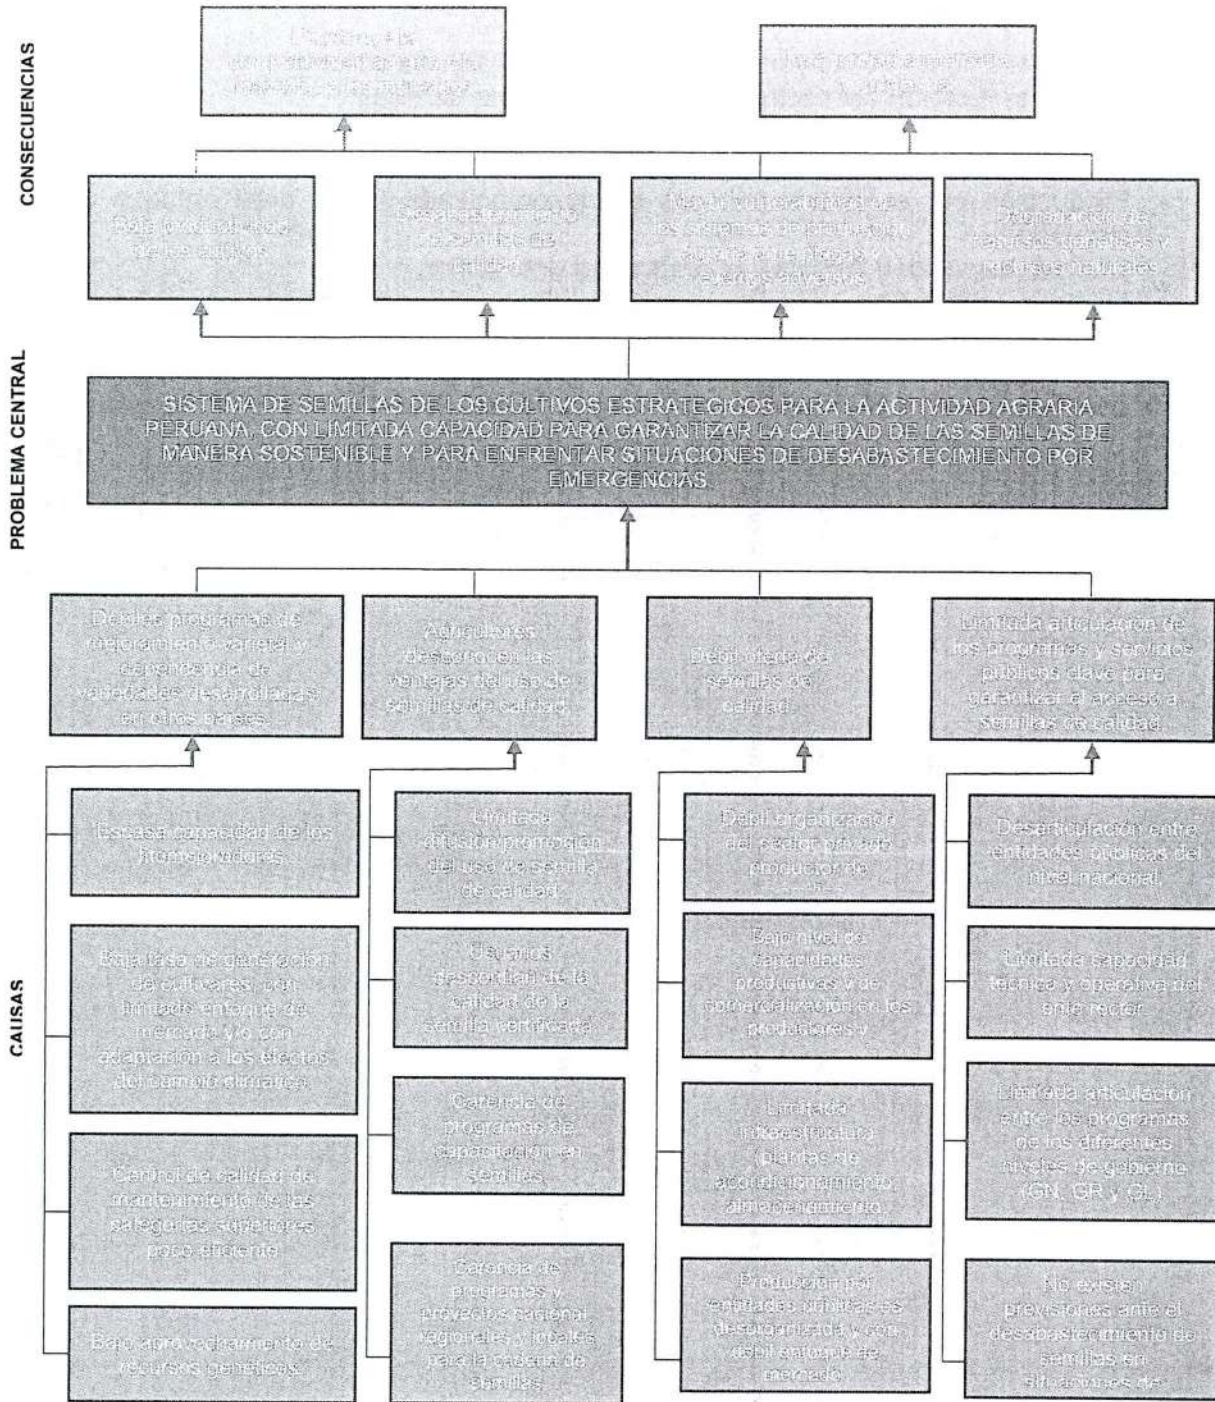 CONSECUENCIAS
Baja productividad
de los cultivos
Desabastecimiento
de semillas de
calidad
Mayor vulnerabilidad de
los sistemas de producción
agraria ante plagas y
eventos adversos
Degradación de
recursos genéticos y
recursos naturales
PROBLEMA CENTRAL
SISTEMA DE SEMILLAS DE LOS CULTIVOS ESTRATEGICOS PARA LA ACTIVIDAD AGRARIA
PERUANA, CON LIMITADA CAPACIDAD PARA GARANTIZAR LA CALIDAD DE LAS SEMILLAS DE
MANERA SOSTENIBLE Y PARA ENFRENTAR SITUACIONES DE DESABASTECIMIENTO POR
EMERGENCIAS
CAUSAS
Débiles programas de
mejoramiento varietal y
dependencia de
variedades desarrolladas
en otros países.
Agricultores
desconocen las
ventajas del uso de
semillas de calidad.
Débil oferta de
semillas de
calidad.
Limitada articulación de
los programas y servicios
públicos clave para
garantizar el acceso a
semillas de calidad.
Escasa capacidad de los
fitomejoradores
Limitada
difusión/promoción
del uso de semilla
de calidad.
Débil organización
del sector privado
productor de
Desarticulación entre
entidades públicas del
nivel nacional.
Baja tasa de generación
de cultivares, con
limitado enfoque de
mercado y/o con
adaptación a los efectos
del cambio climático
Usuarios
desconfían de la
calidad de la
semilla certificada
Bajo nivel de
capacidades
productivas y de
comercialización en los
productores y
Limitada capacidad
técnica y operativa del
ente rector
Control de calidad de
mantenimiento de las
categorías superiores
poco eficiente
Carencia de
programas de
capacitación en
semillas.
Limitada
infraestructura
plantas de
acondicionamiento,
almacenamiento.
Limitada articulación
entre los programas
de los diferentes
niveles de gobierno
(GN, GR y GL)
Bajo aprovechamiento de
recursos genéticos.
Carencia de
programas y
proyectos nacional
regionales y locales
para la cadena de
semillas
Producción por
entidades públicas es
desorganizada y con
débil enfoque de
mercado
No existen
previsiones ante el
desabastecimiento de
semillas en
situaciones de